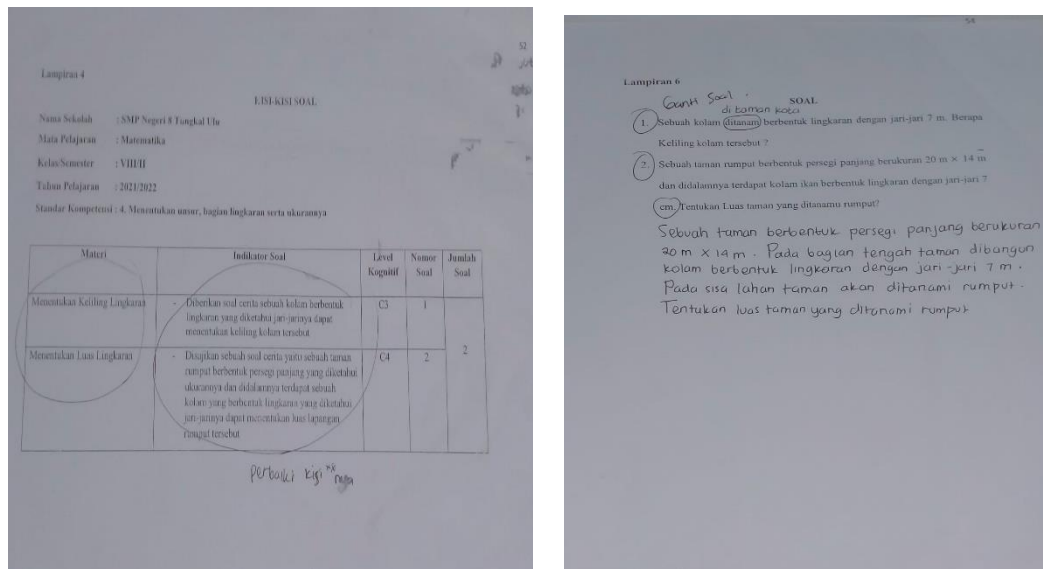 52
Lampiran 4
KISI-KISI SOAL
Nama Sekolah : SMP Negeri 8 Tungkal Ulu
Mata Pelajaran : Matematika
Kelas/Semester : VIII/II
Tahun Pelajaran : 2021/2022
Standar Kompetensi : 4. Menentukan unsur, bagian lingkaran serta ukurannya
Materi Indikator Soal Level Kognitif Nomor Soal Jumlah Soal
Menentukan Keliling Lingkaran - Diberikan soal cerita sebuah kolam berbentuk C3 1
lingkaran yang diketahui jari-jarinya dapat
menentukan keliling kolam tersebut
2
Menentukan Luas Lingkaran - Disajikan sebuah soal cerita yaitu sebuah taman C4 2
rumput berbentuk persegi panjang yang diketahui
ukurannya dan didalamnya terdapat sebuah
kolam yang berbentuk lingkaran yang diketahui
jari-jarinya dapat menentukan luas lapangan
rumput tersebut
perbaiki kisi nya
54
Lampiran 6
Ganti Soal.
SOAL
di taman kota
1. Sebuah kolam ditanam berbentuk lingkaran dengan jari-jari 7 m. Berapa
Keliling kolam tersebut ?
2. Sebuah taman rumput berbentuk persegi panjang berukuran 20 m × 14 m
dan didalamnya terdapat kolam ikan berbentuk lingkaran dengan jari-jari 7
cm. Tentukan Luas taman yang ditanamu rumput?
Sebuah taman berbentuk persegi panjang berukuran
20 m × 14 m. Pada bagian tengah taman dibangun
kolam berbentuk lingkaran dengan jari-jari 7 m.
Pada sisa lahan taman akan ditanami rumput.
Tentukan luas taman yang ditanami rumput